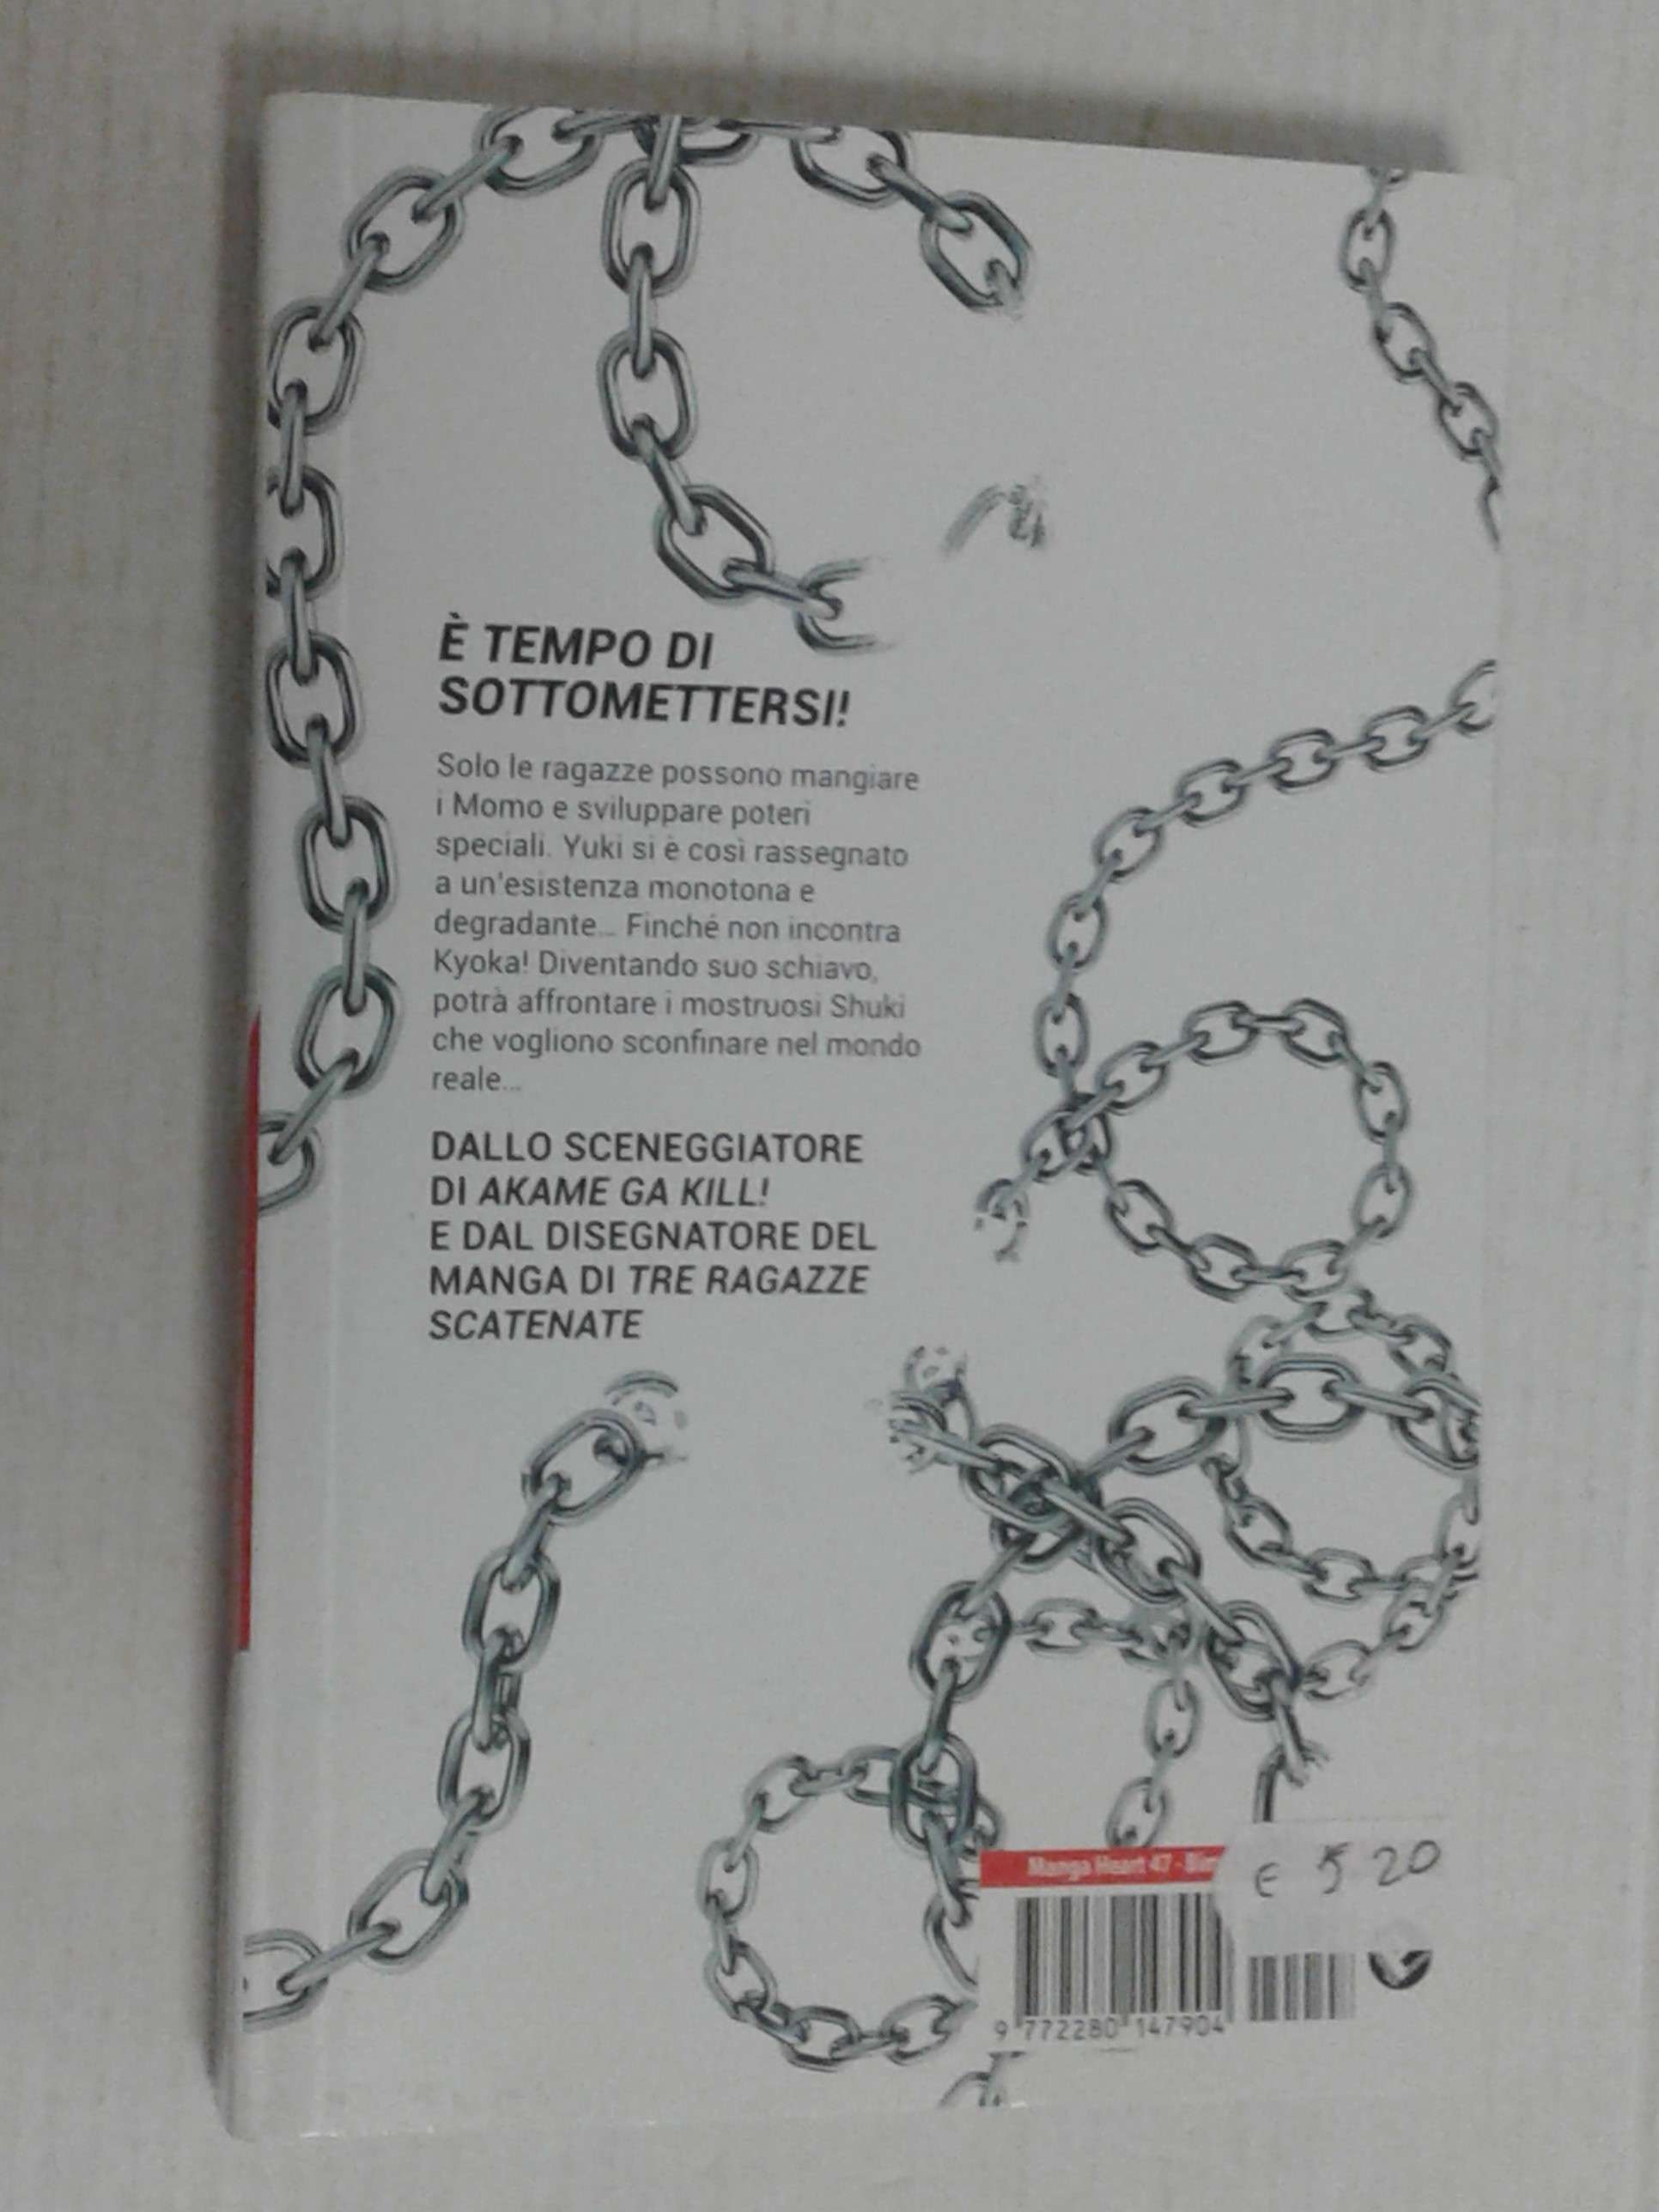 È TEMPO DI
SOTTOMETTERSI!
Solo le ragazze possono mangiare
i Momo e sviluppare poteri
speciali. Yuki si è così rassegnato
a un'esistenza monotona e
degradante... Finché non incontra
Kyoka! Diventando suo schiavo,
potrà affrontare i mostruosi Shuki
che vogliono sconfinare nel mondo
reale...
DALLO SCENEGGIATORE
DI AKAME GA KILL!
E DAL DISEGNATORE DEL
MANGA DI TRE RAGAZZE
SCATENATE
Manga Heart 47 -
€ 5 20
9 772280 147904